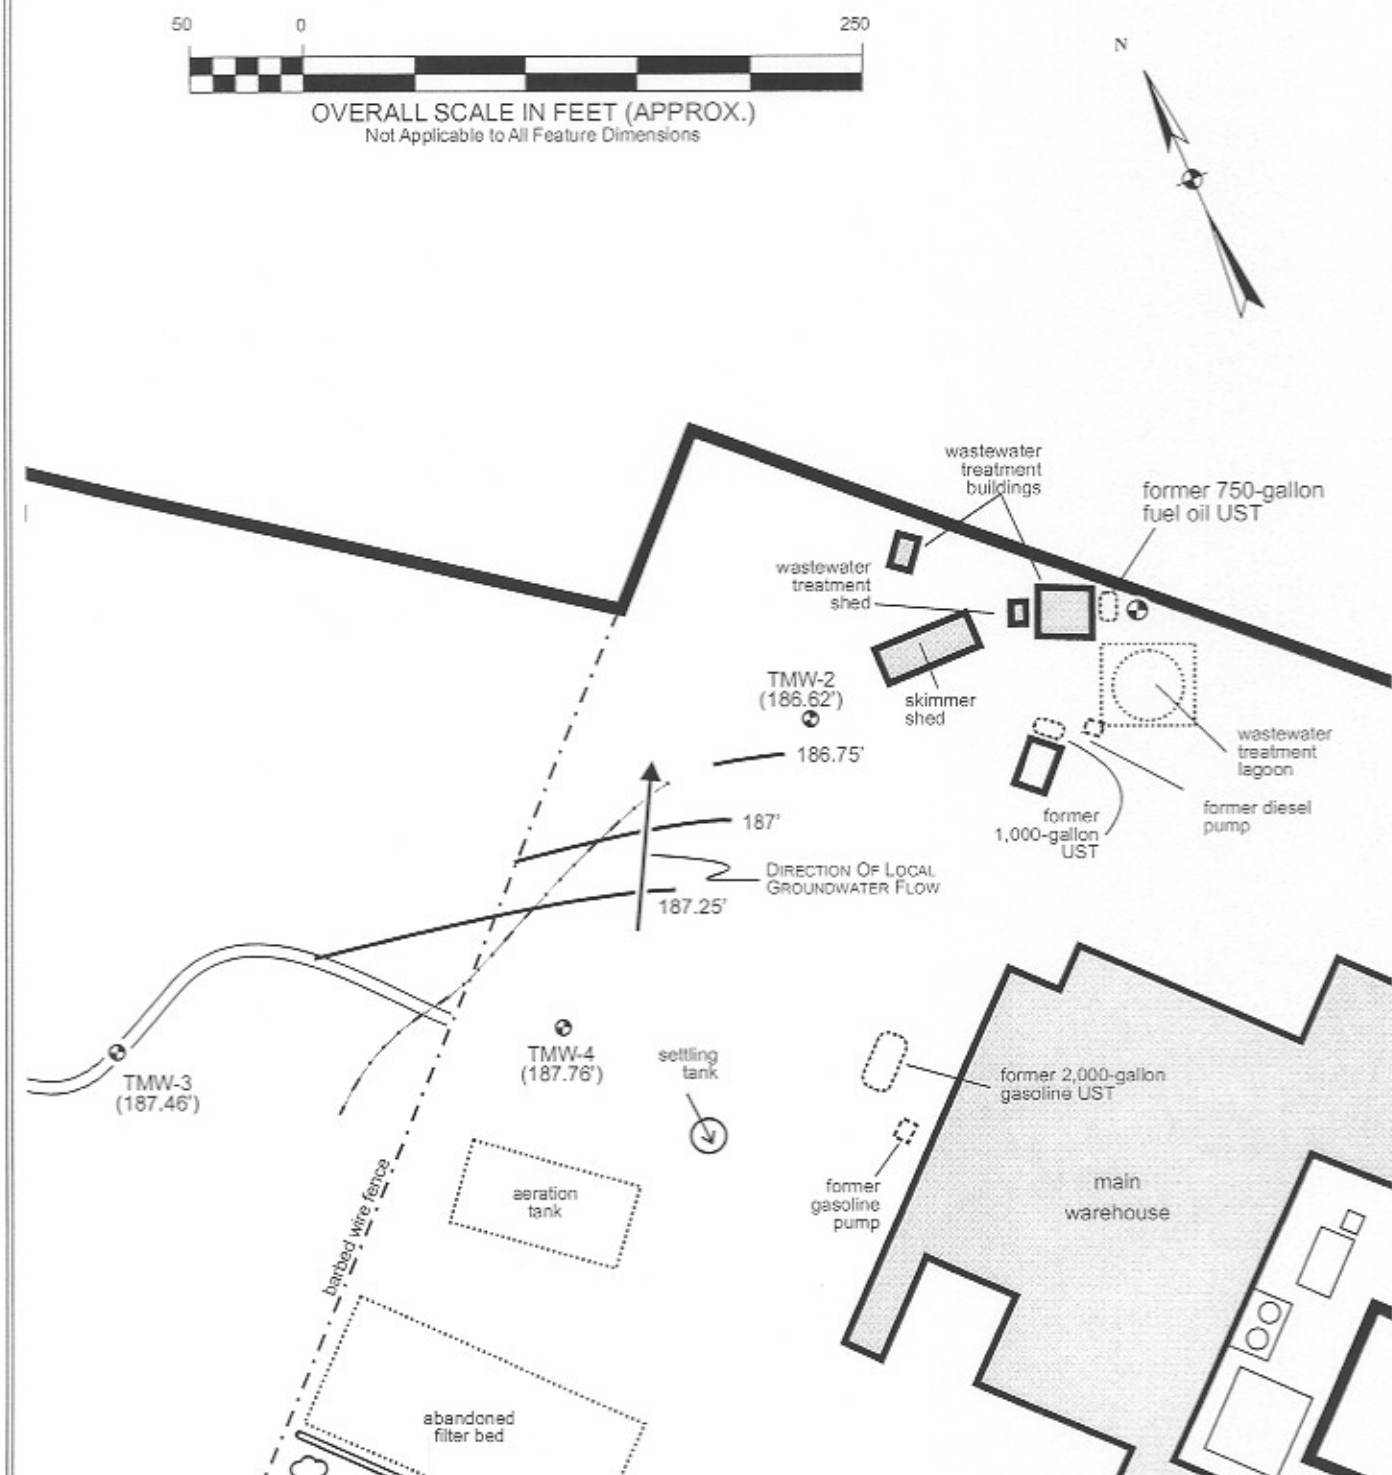 50 0 250
OVERALL SCALE IN FEET (APPROX.)
Not Applicable to All Feature Dimensions
N
wastewater
treatment
buildings
former 750-gallon
fuel oil UST
wastewater
treatment
shed
TMW-2
(186.62')
skimmer
shed
186.75'
wastewater
treatment
lagoon
former diesel
pump
former
1,000-gallon
UST
187'
DIRECTION OF LOCAL
GROUNDWATER FLOW
187.25'
TMW-3
(187.46')
TMW-4
(187.76')
settling
tank
former 2,000-gallon
gasoline UST
former
gasoline
pump
main
warehouse
aeration
tank
barbed wire fence
abandoned
filter bed